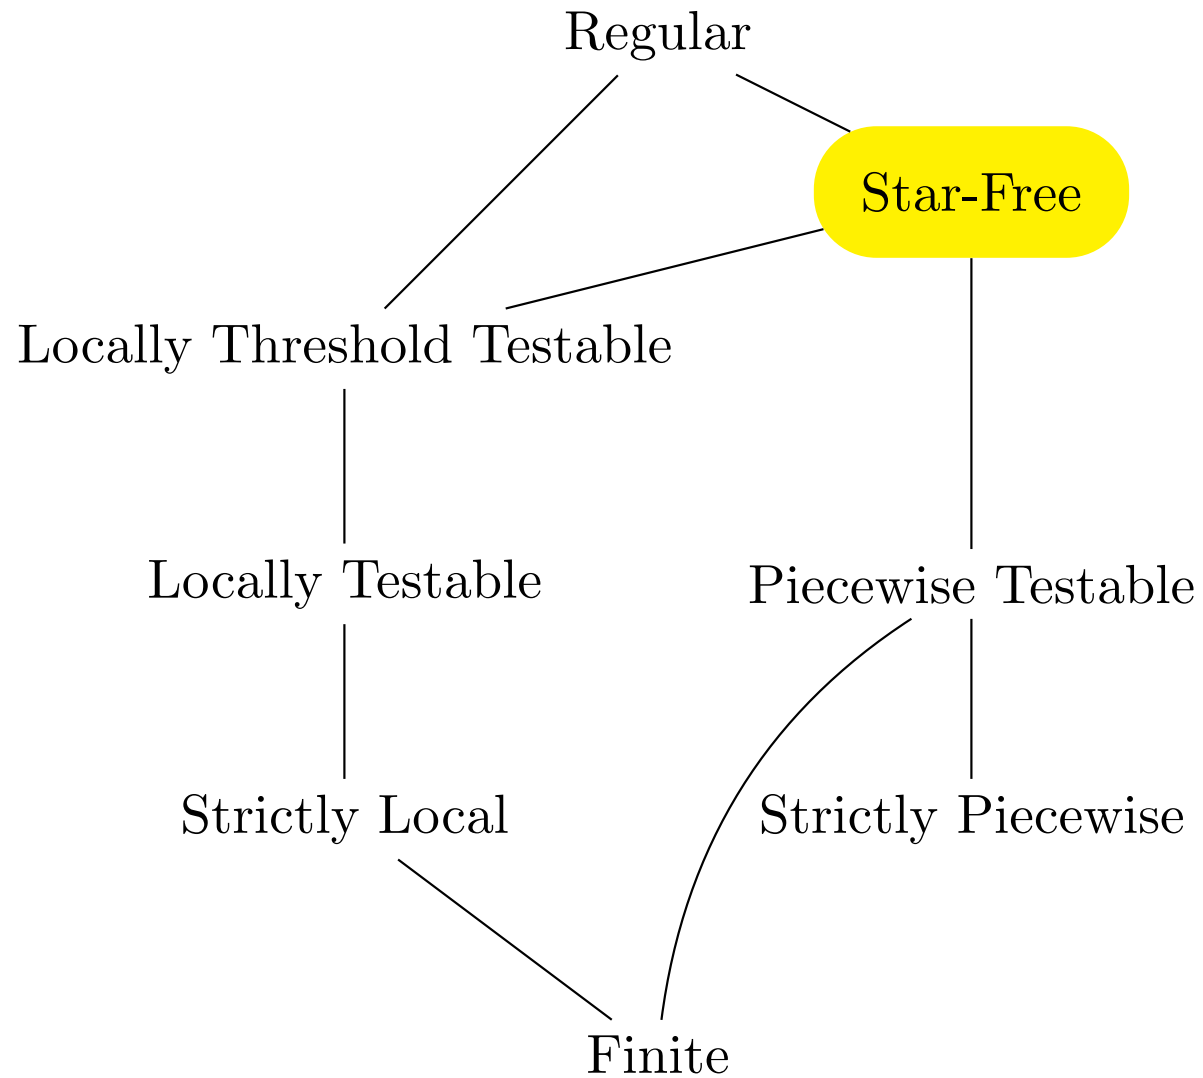 Regular
Star-Free
Locally Threshold Testable
Locally Testable
Piecewise Testable
Strictly Local
Strictly Piecewise
Finite